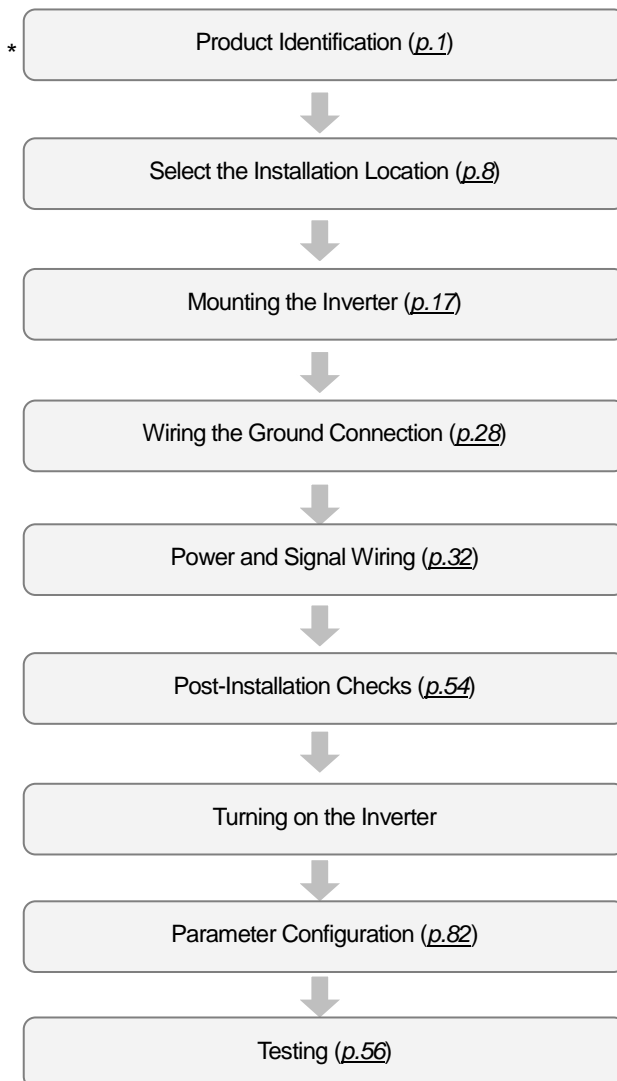 * Product Identification (p.1)
Select the Installation Location (p.8)
Mounting the Inverter (p.17)
Wiring the Ground Connection (p.28)
Power and Signal Wiring (p.32)
Post-Installation Checks (p.54)
Turning on the Inverter
Parameter Configuration (p.82)
Testing (p.56)